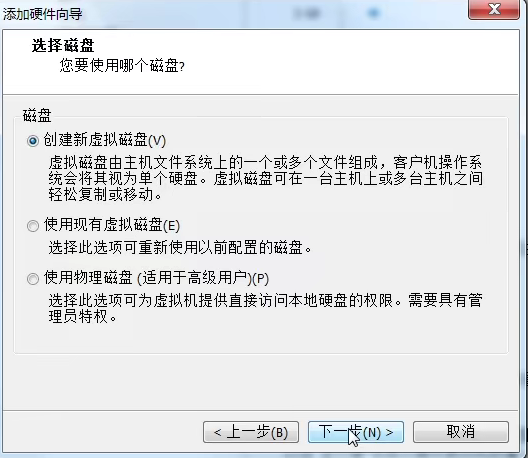 添加硬件向导
选择磁盘
您要使用哪个磁盘?
磁盘
创建新虚拟磁盘(V)
虚拟磁盘由主机文件系统上的一个或多个文件组成，客户机操作系
统会将其视为单个硬盘。虚拟磁盘可在一台主机上或多台主机之间
轻松复制或移动。
使用现有虚拟磁盘(E)
选择此选项可重新使用以前配置的磁盘。
使用物理磁盘 (适用于高级用户)(P)
选择此选项可为虚拟机提供直接访问本地硬盘的权限。需要具有管
理员特权。
< 上一步(B)
下一步(N) >
取消